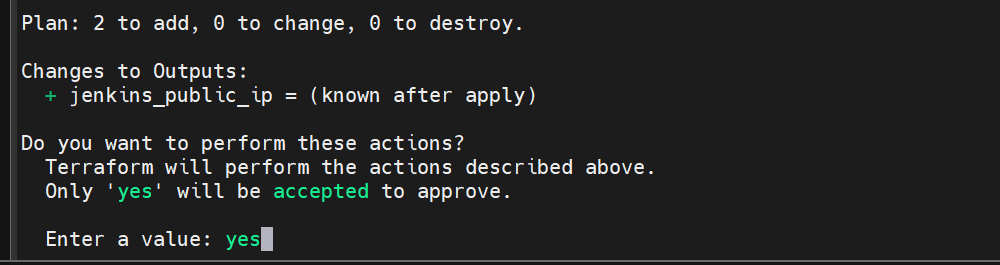 Plan: 2 to add, 0 to change, 0 to destroy.
Changes to Outputs:
+ jenkins_public_ip = (known after apply)
Do you want to perform these actions?
Terraform will perform the actions described above.
Only 'yes' will be accepted to approve.
Enter a value: yes